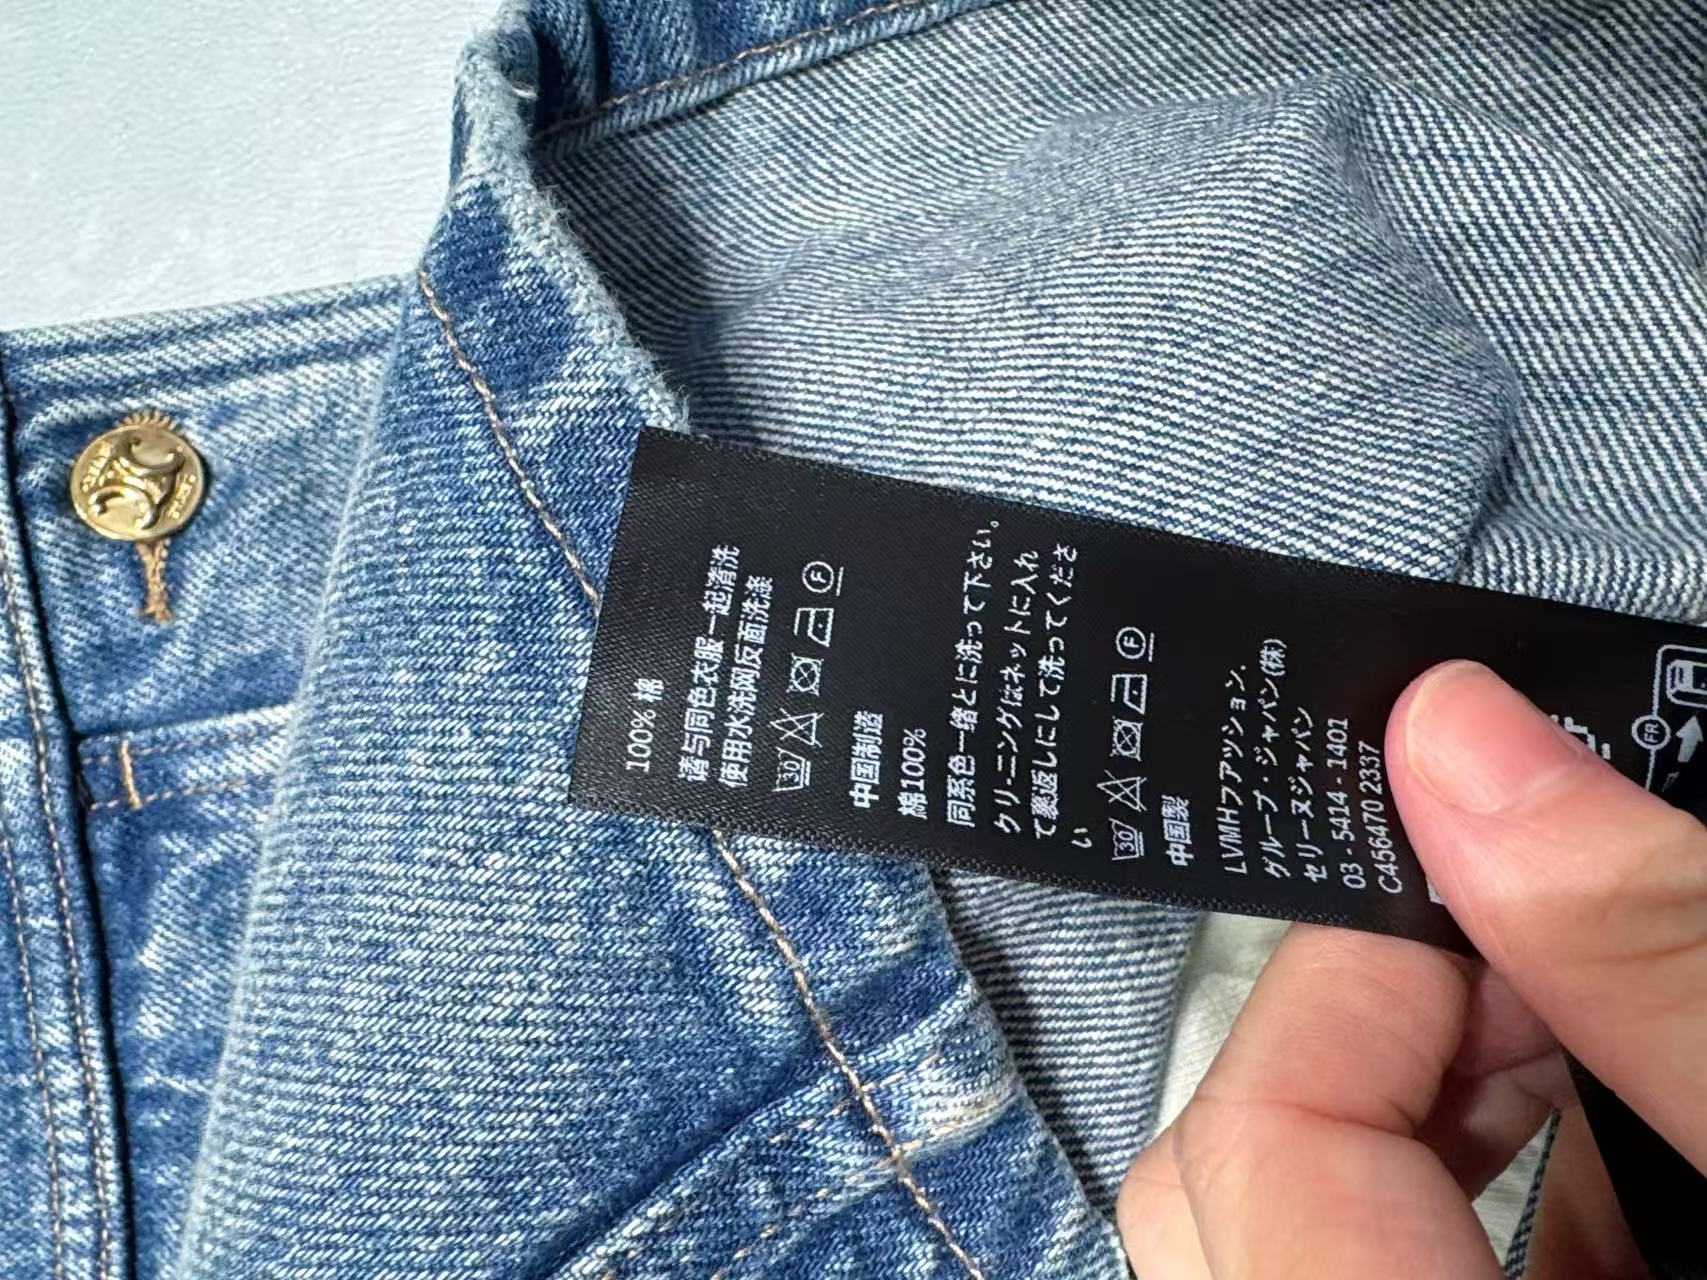 100% 棉
请与同色衣服一起清洗
使用水洗网反面洗涤
30 F
中国制造
棉100%
同系色一緒とに洗って下さい。
クリーニングはネットに入れ
て裏返しにして洗ってくださ
い
30 F
中国製
LVMHファッション.
グループ・ジャパン(株)
セリーヌジャパン
03 - 5414 - 1401
C456470 2337
FR